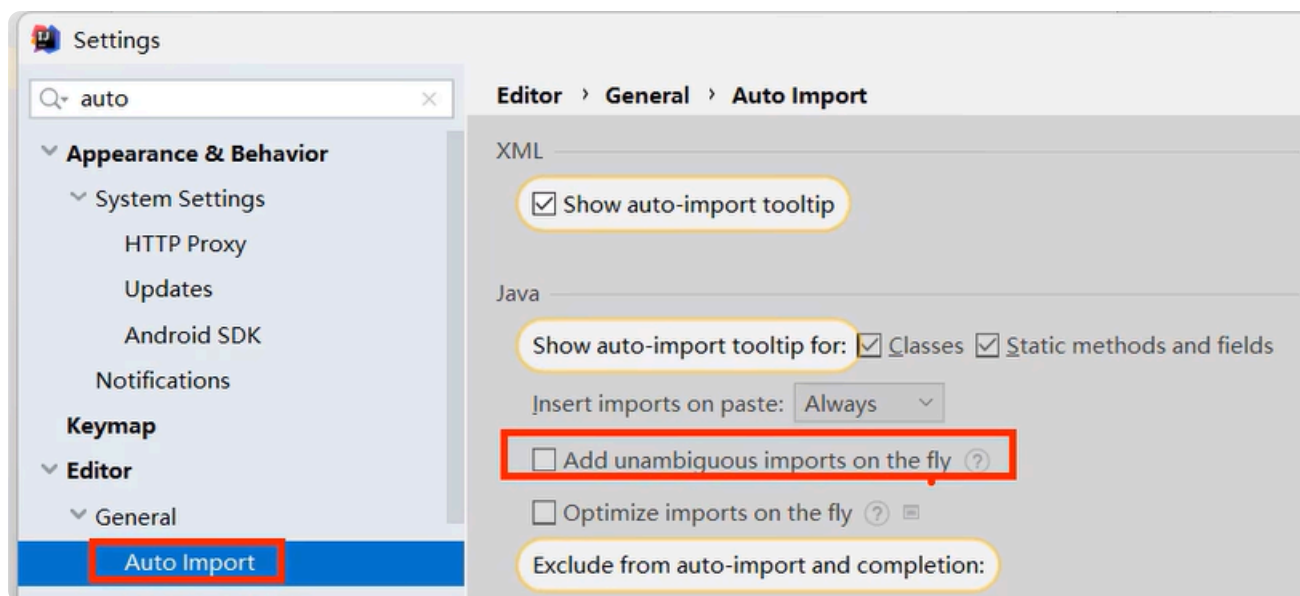 Settings
auto
Appearance & Behavior
System Settings
HTTP Proxy
Updates
Android SDK
Notifications
Keymap
Editor
General
Auto Import
Editor › General › Auto Import
XML
Show auto-import tooltip
Java
Show auto-import tooltip for: Classes Static methods and fields
Insert imports on paste: Always
Add unambiguous imports on the fly ?
Optimize imports on the fly ?
Exclude from auto-import and completion: